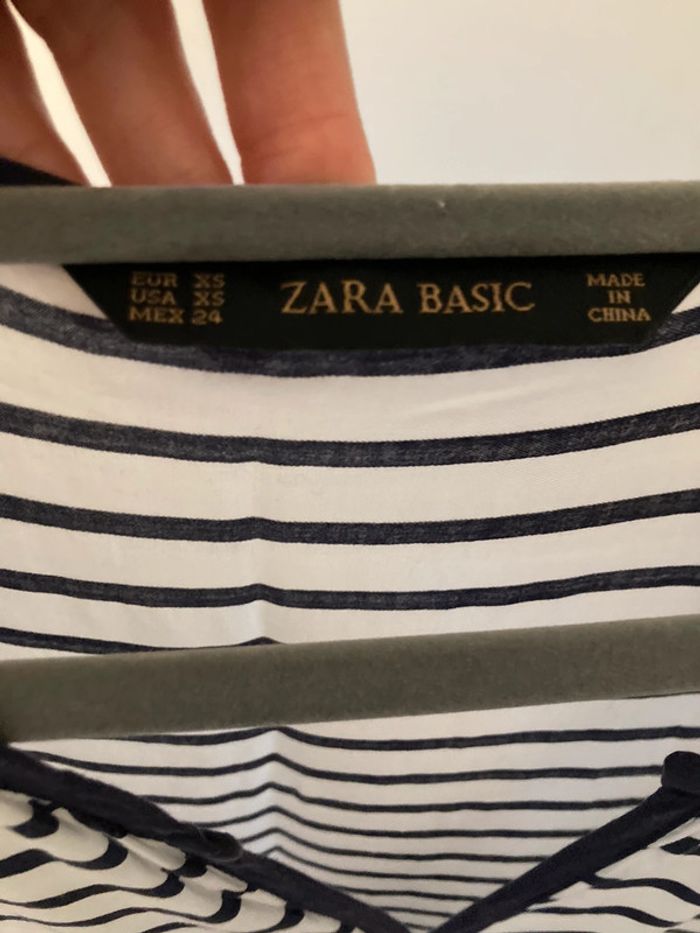 EUR XS
USA XS
MEX 24
ZARA BASIC
MADE
IN
CHINA